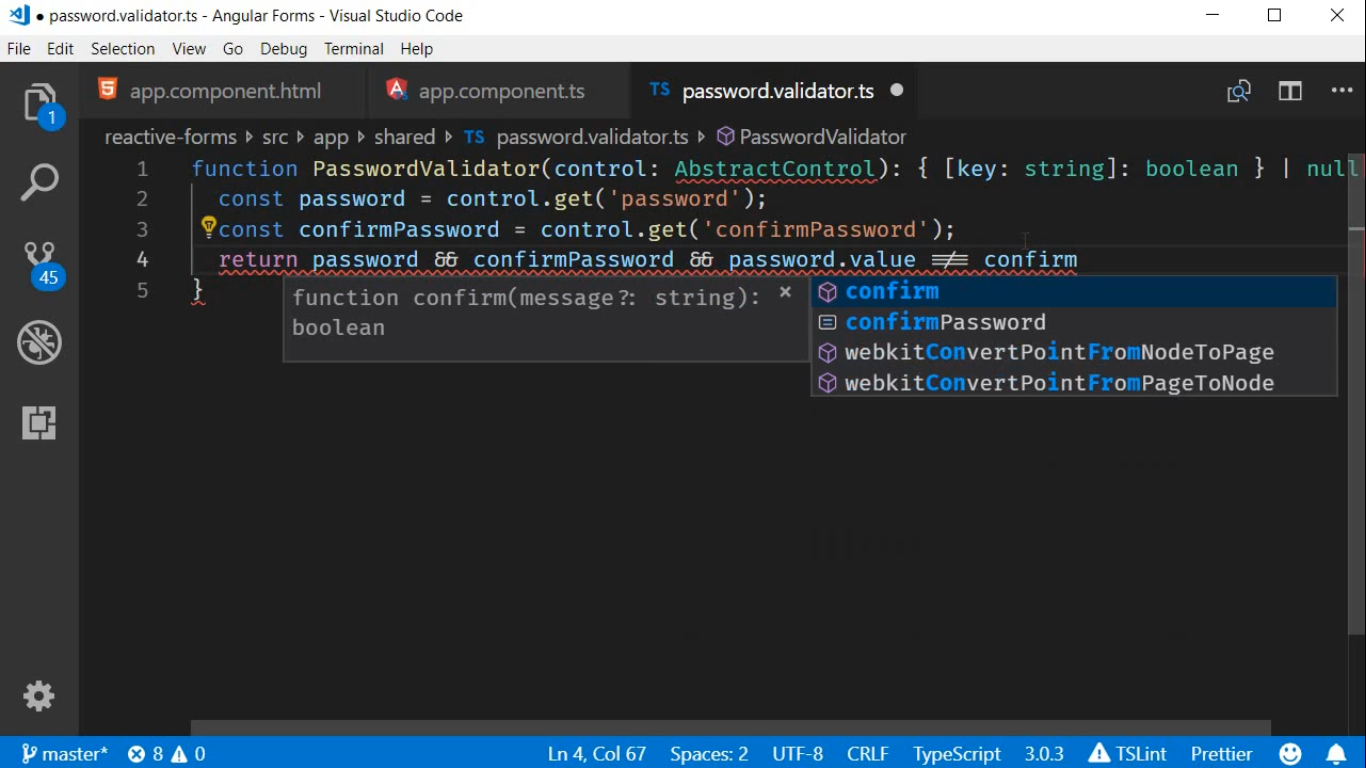 ● password.validator.ts - Angular Forms - Visual Studio Code
File Edit Selection View Go Debug Terminal Help
app.component.html app.component.ts TS password.validator.ts ●
reactive-forms ▸ src ▸ app ▸ shared ▸ TS password.validator.ts ▸ PasswordValidator
1 function PasswordValidator(control: AbstractControl): { [key: string]: boolean } | null
2 const password = control.get('password');
3 const confirmPassword = control.get('confirmPassword');
4 return password && confirmPassword && password.value !== confirm
5 }
function confirm(message?: string): ×
boolean
confirm
confirmPassword
webkitConvertPointFromNodeToPage
webkitConvertPointFromPageToNode
1
45
master* 8 0 Ln 4, Col 67 Spaces: 2 UTF-8 CRLF TypeScript 3.0.3 TSLint Prettier